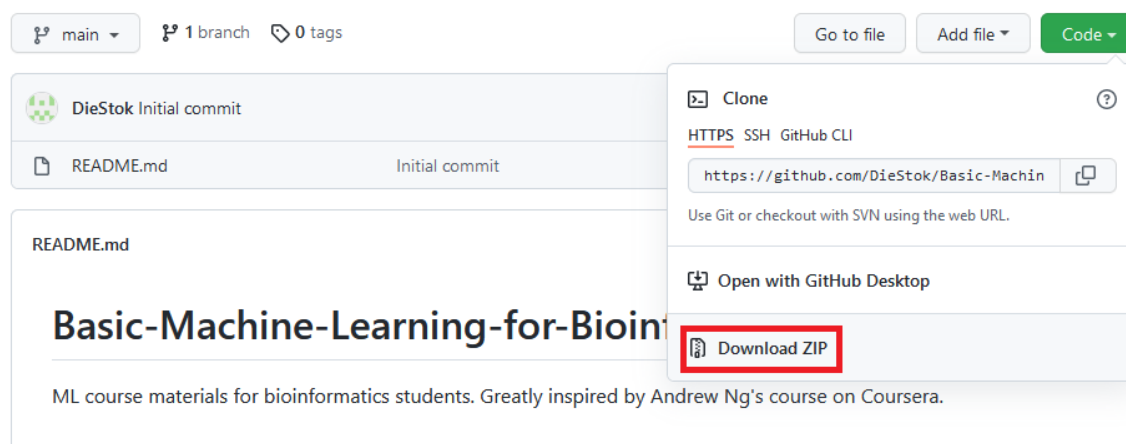 main 1 branch 0 tags Go to file Add file Code
DieStok Initial commit
README.md Initial commit
README.md
Basic-Machine-Learning-for-Bioinf
ML course materials for bioinformatics students. Greatly inspired by Andrew Ng's course on Coursera.
Clone
HTTPS SSH GitHub CLI
https://github.com/DieStok/Basic-Machin
Use Git or checkout with SVN using the web URL.
Open with GitHub Desktop
Download ZIP